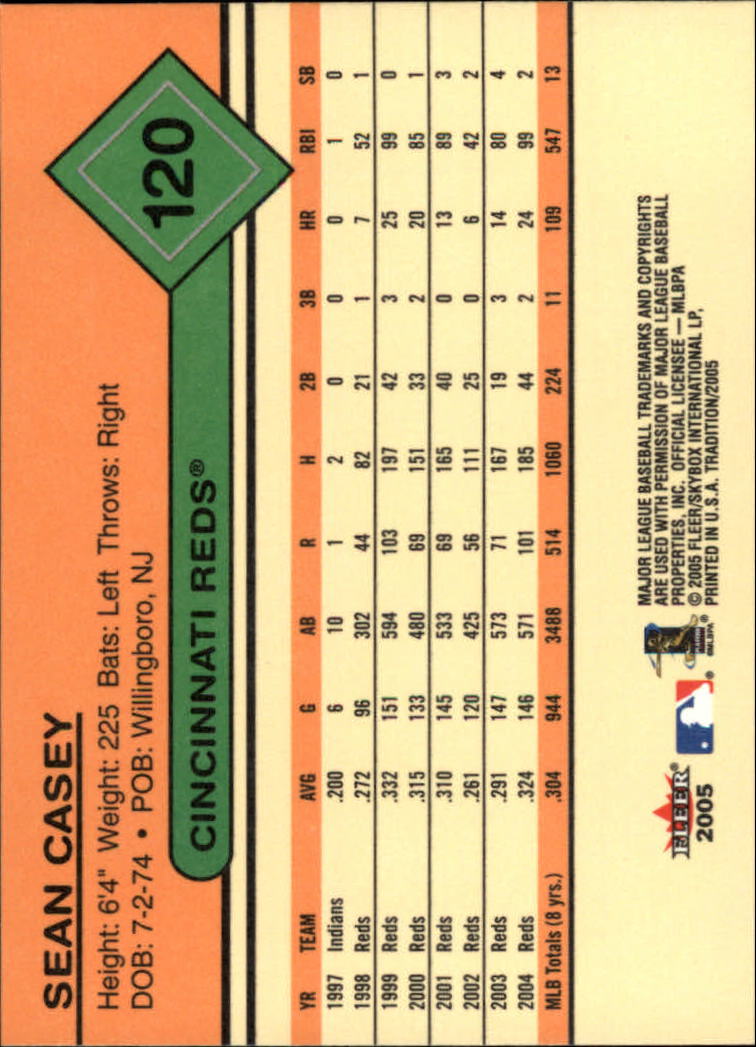 SEAN CASEY
Height: 6'4" Weight: 225 Bats: Left Throws: Right
DOB: 7-2-74 • POB: Willingboro, NJ
120
CINCINNATI REDS®
YR TEAM AVG G AB R H 2B 3B HR RBI SB
1997 Indians .200 6 10 1 2 0 0 0 1 0
1998 Reds .272 96 302 44 82 21 1 7 52 1
1999 Reds .332 151 594 103 197 42 3 25 99 0
2000 Reds .315 133 480 69 151 33 2 20 85 1
2001 Reds .310 145 533 69 165 40 0 13 89 3
2002 Reds .261 120 425 56 111 25 0 6 42 2
2003 Reds .291 147 573 71 167 19 3 14 80 4
2004 Reds .324 146 571 101 185 44 2 24 99 2
MLB Totals (8 yrs.) .304 944 3488 514 1060 224 11 109 547 13
FLEER®
2005
®
®
©MLBPA
MAJOR LEAGUE BASEBALL TRADEMARKS AND COPYRIGHTS
ARE USED WITH PERMISSION OF MAJOR LEAGUE BASEBALL
PROPERTIES, INC. OFFICIAL LICENSEE — MLBPA
© 2005 FLEER/SKYBOX INTERNATIONAL LP,
PRINTED IN U.S.A. TRADITION/2005